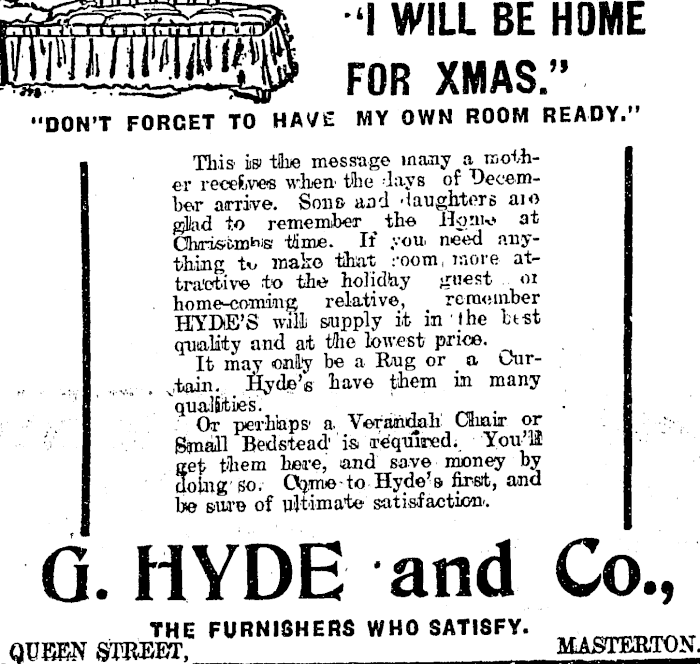 "I WILL BE HOME
FOR XMAS."
"DON'T FORGET TO HAVE MY OWN ROOM READY."
This is the message many a moth-
er receives when the days of Decem-
ber arrive. Sons and daughters are
glad to remember the Home at
Christmas time. If you need any-
thing to make that room more at-
tractive to the holiday guest or
home-coming relative, remember
HYDE'S will supply it in the best
quality and at the lowest price.
It may only be a Rug or a Cur-
tain. Hyde's have them in many
qualities.
Or perhaps a Verandah Chair or
Small Bedstead is required. You'll
get them here, and save money by
doing so. Come to Hyde's first, and
be sure of ultimate satisfaction.
G. HYDE and Co.,
THE FURNISHERS WHO SATISFY.
QUEEN STREET, MASTERTON.